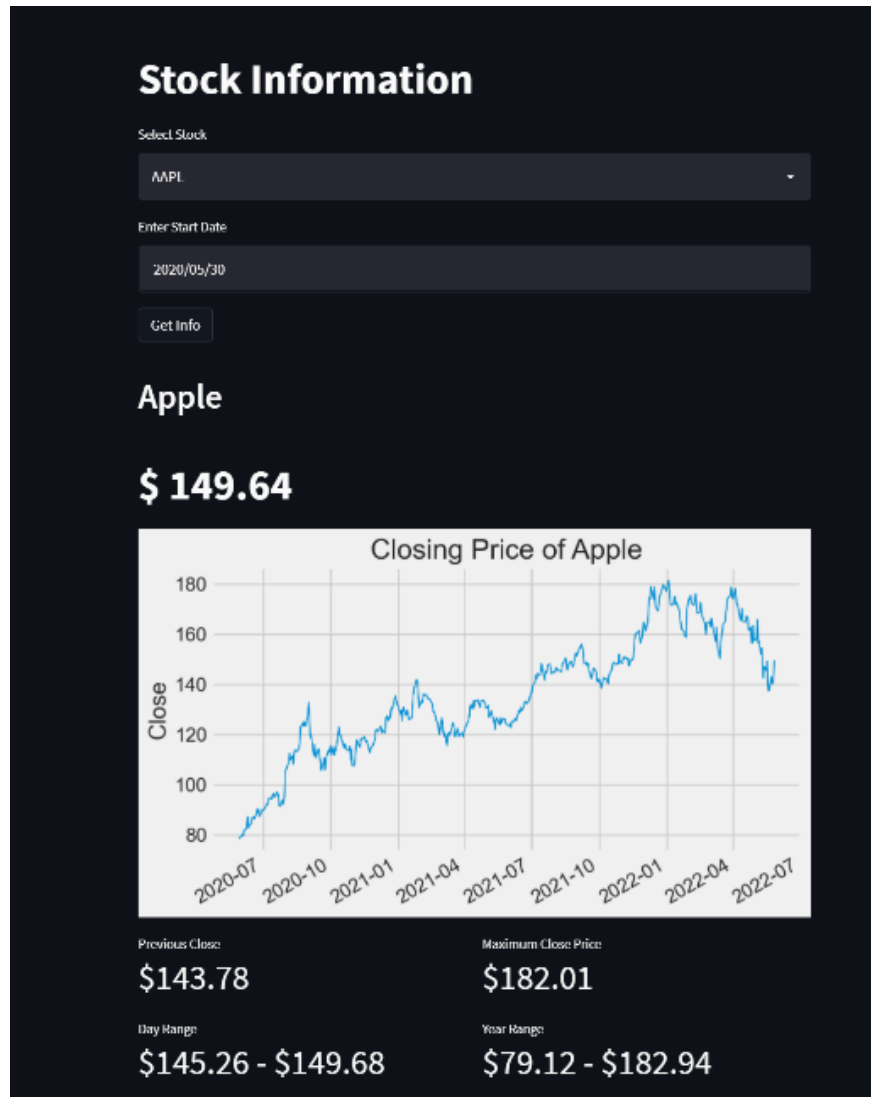 Stock Information
Select Stock
AAPL
Enter Start Date
2020/05/30
Get Info
Apple
$ 149.64
Closing Price of Apple
Close
180
160
140
120
100
80
2020-07 2020-10 2021-01 2021-04 2021-07 2021-10 2022-01 2022-04 2022-07
Previous Close Maximum Close Price
$143.78 $182.01
Day Range Year Range
$145.26 - $149.68 $79.12 - $182.94